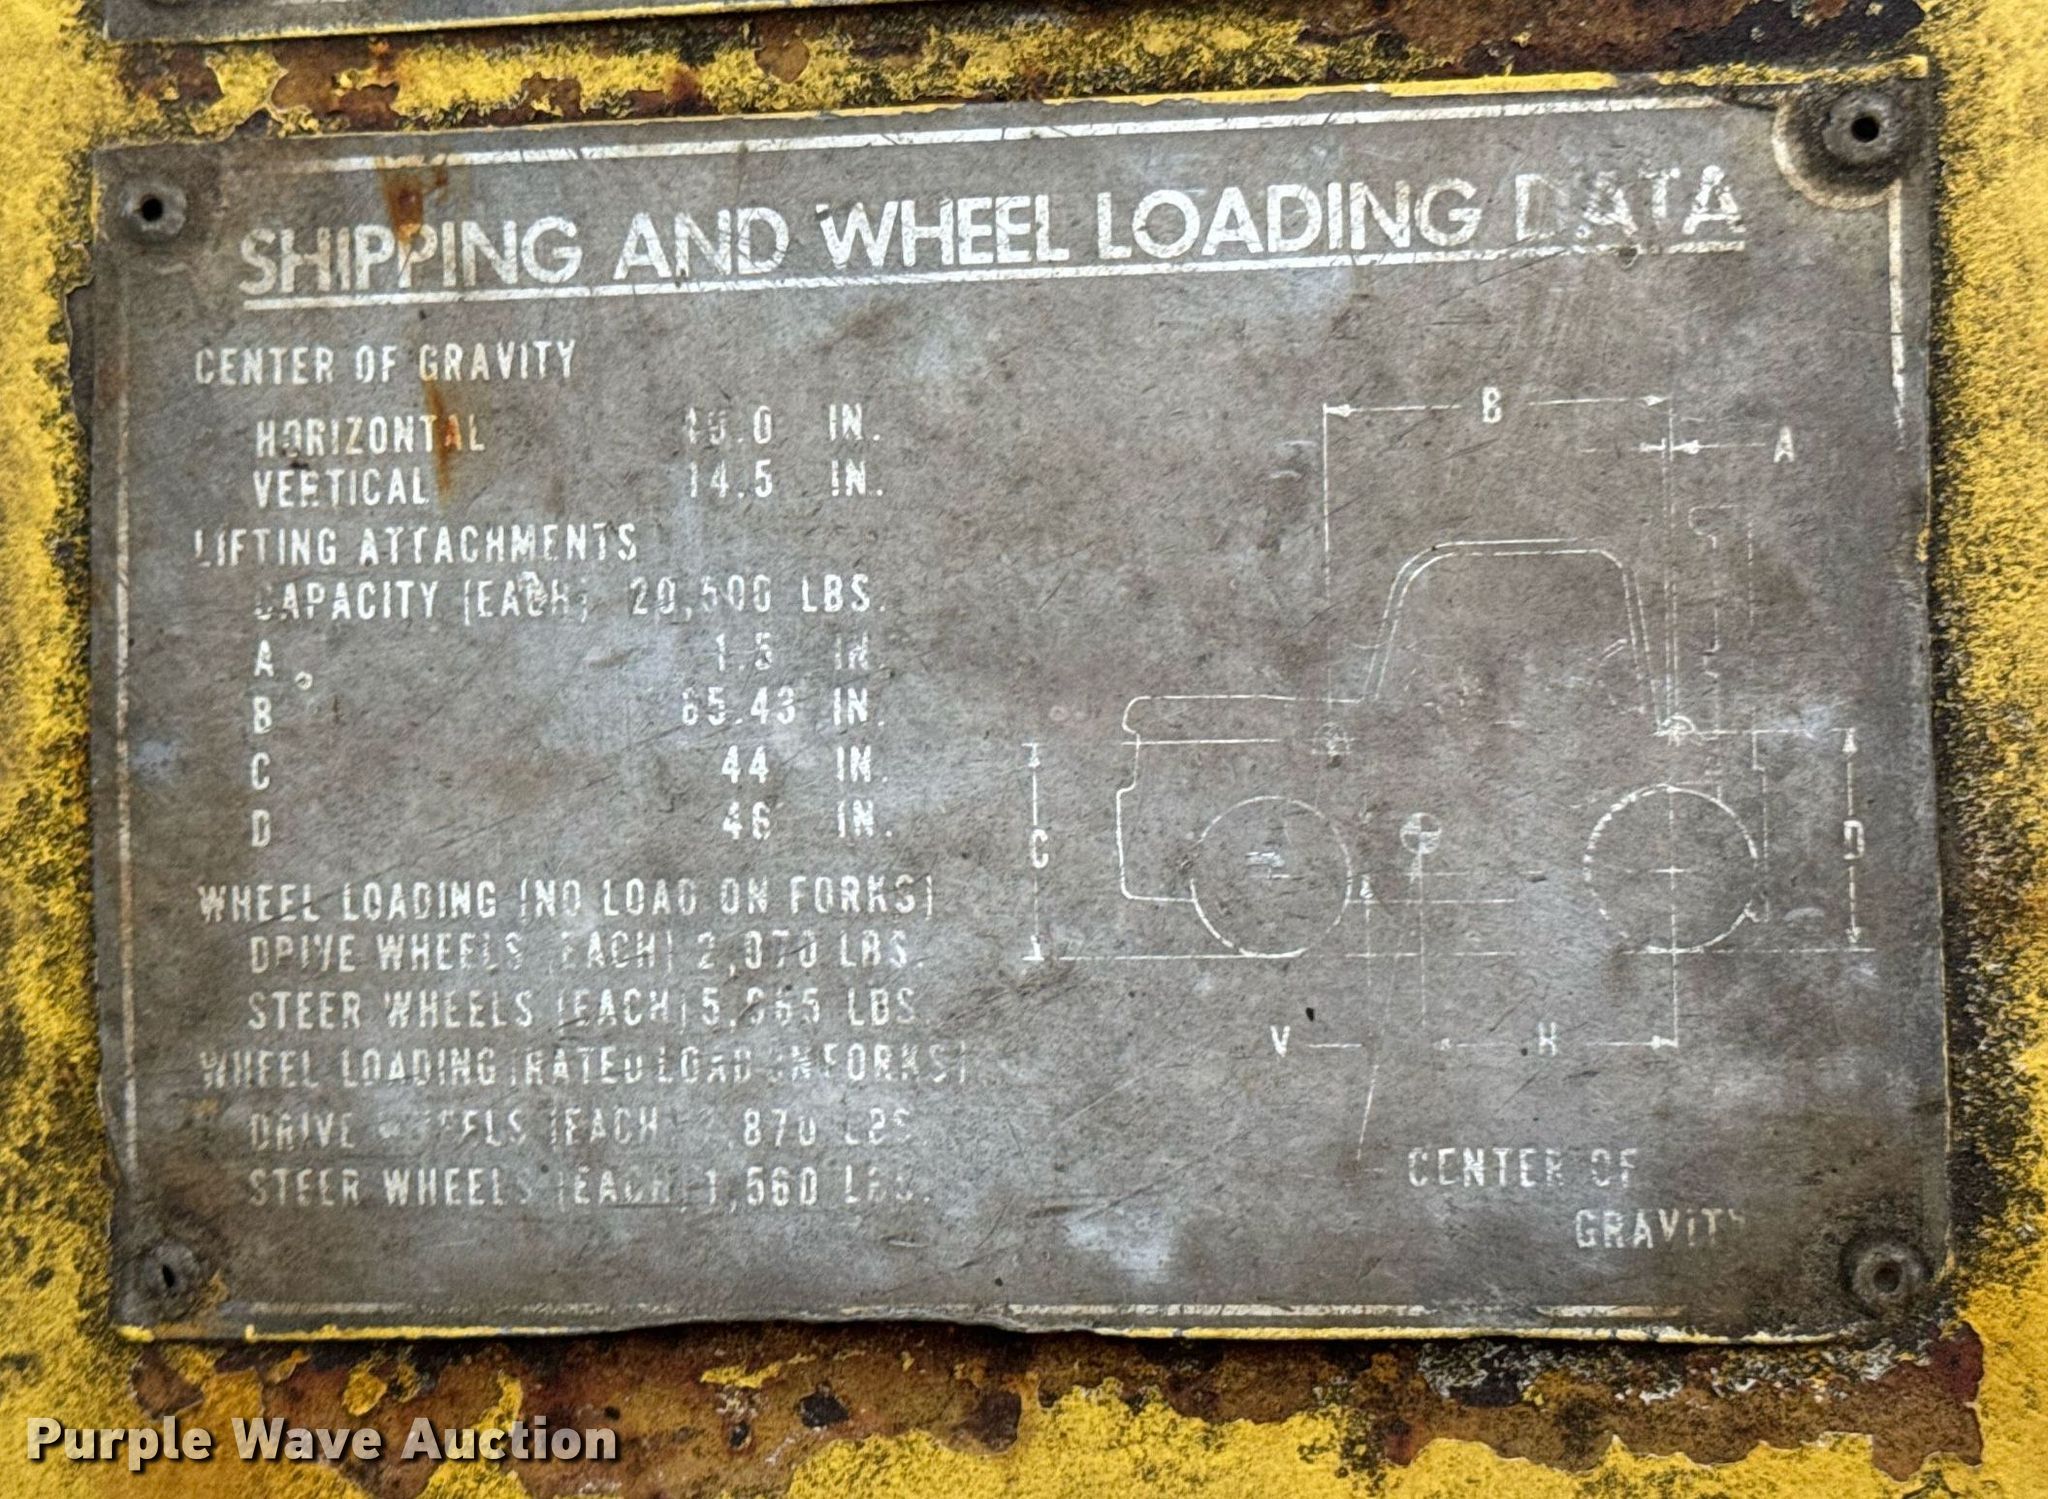 SHIPPING AND WHEEL LOADING DATA
CENTER OF GRAVITY
HORIZONTAL IN.
VERTICAL 14.5 IN.
LIFTING ATTACHMENTS
CAPACITY (EACH) 20,500 LBS.
A 1.5 IN.
B 65.43 IN.
C 44 IN.
D 46 IN.
WHEEL LOADING (NO LOAD ON FORKS)
DRIVE WHEELS (EACH) LBS.
STEER WHEELS (EACH) LBS.
WHEEL LOADING (RATED LOAD ON FORKS)
DRIVE WHEELS (EACH) LBS.
STEER WHEELS (EACH) 1,560 LBS.
B
A
C
D
V
H
CENTER OF
GRAVITY
Purple Wave Auction